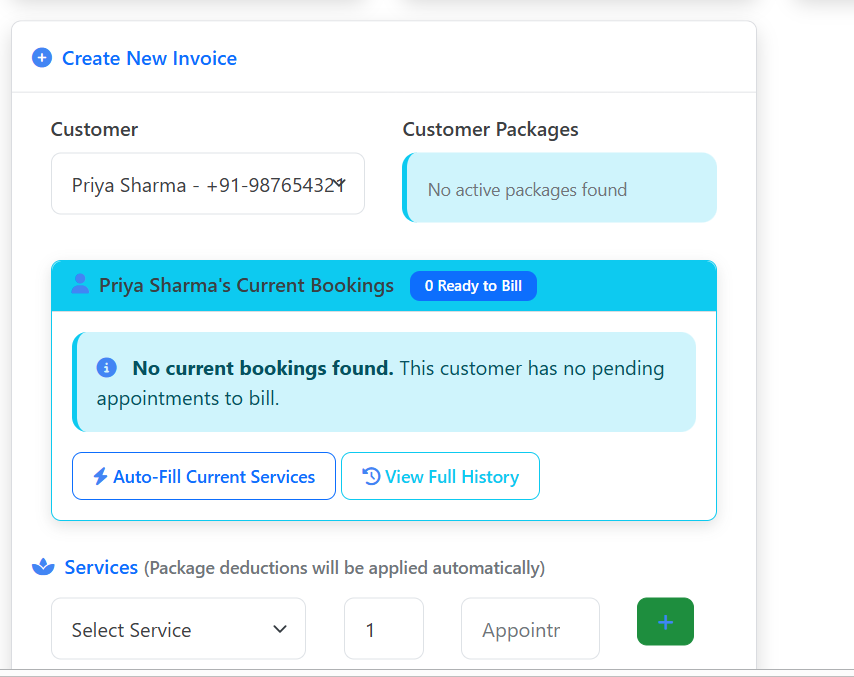 Create New Invoice
Customer
Customer Packages
Priya Sharma - +91-987654321
No active packages found
Priya Sharma's Current Bookings
0 Ready to Bill
No current bookings found. This customer has no pending
appointments to bill.
Auto-Fill Current Services
View Full History
Services (Package deductions will be applied automatically)
Select Service
1
Appointr